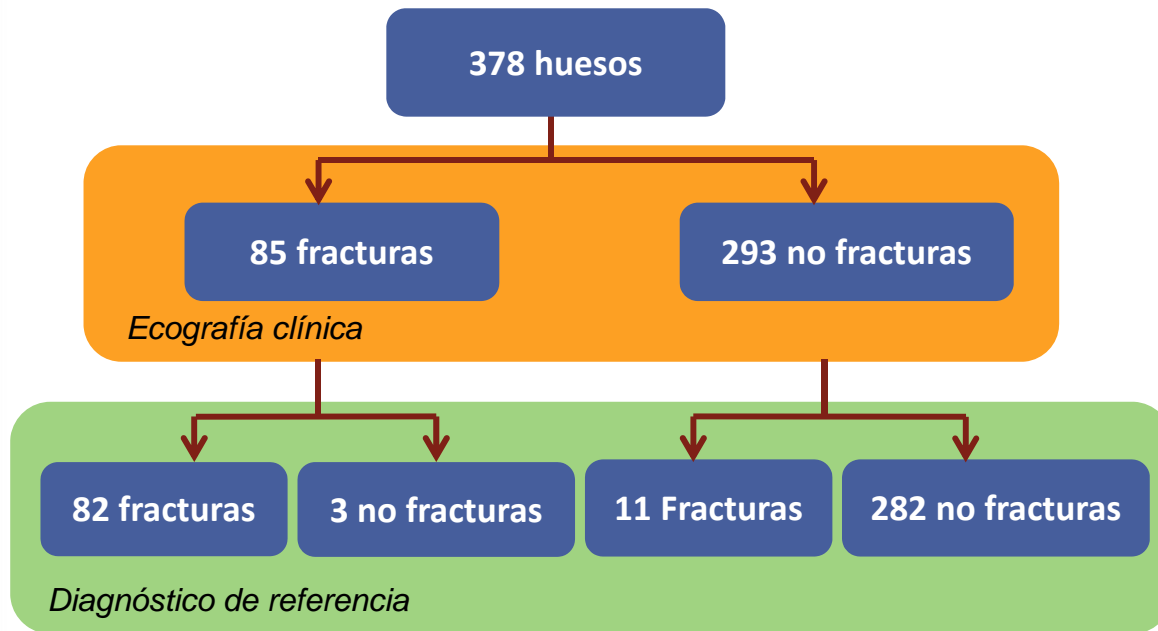 378 huesos
85 fracturas
293 no fracturas
Ecografía clínica
82 fracturas
3 no fracturas
11 Fracturas
282 no fracturas
Diagnóstico de referencia